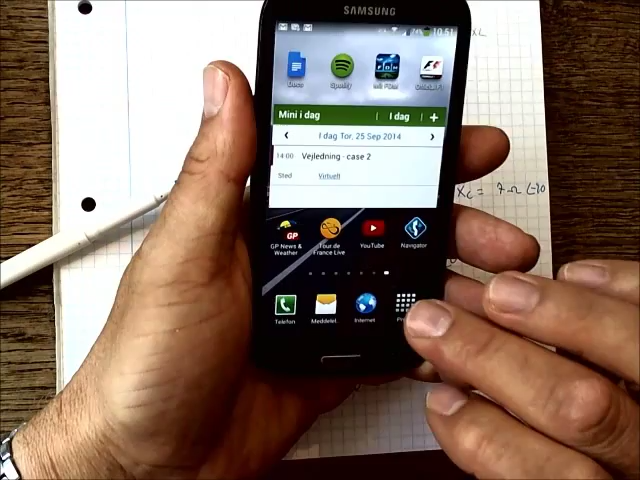 SAMSUNG
74% 10.51
Docs Spotify
Mini i dag I dag +
I dag Tor, 25 Sep 2014
14:00 Vejledning - case 2
Sted Virtuelt
GP
GP News & Weather
Tour de France Live
YouTube
Navigator
Telefon Meddelel. Internet